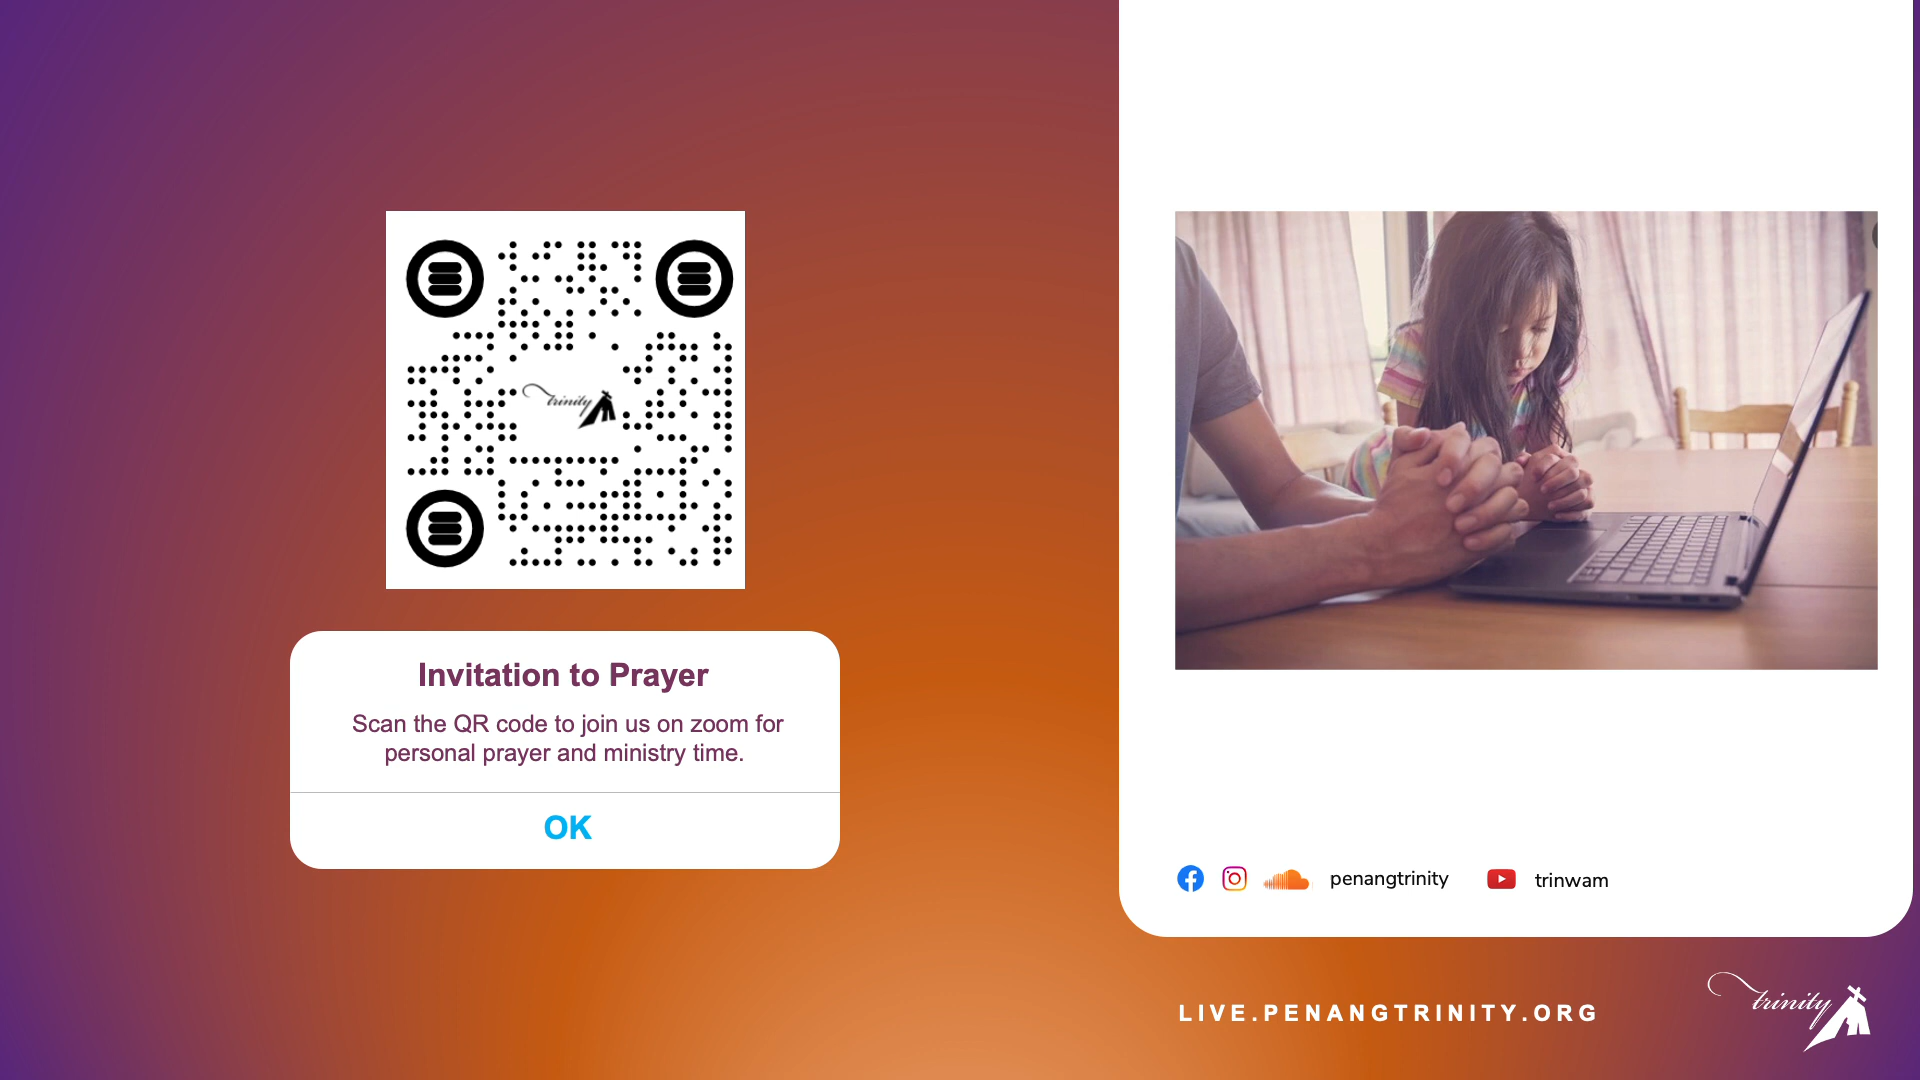 trinity
Invitation to Prayer
Scan the QR code to join us on zoom for
personal prayer and ministry time.
OK
penangtrinity
trinwam
LIVE.PENANGTRINITY.ORG
trinity